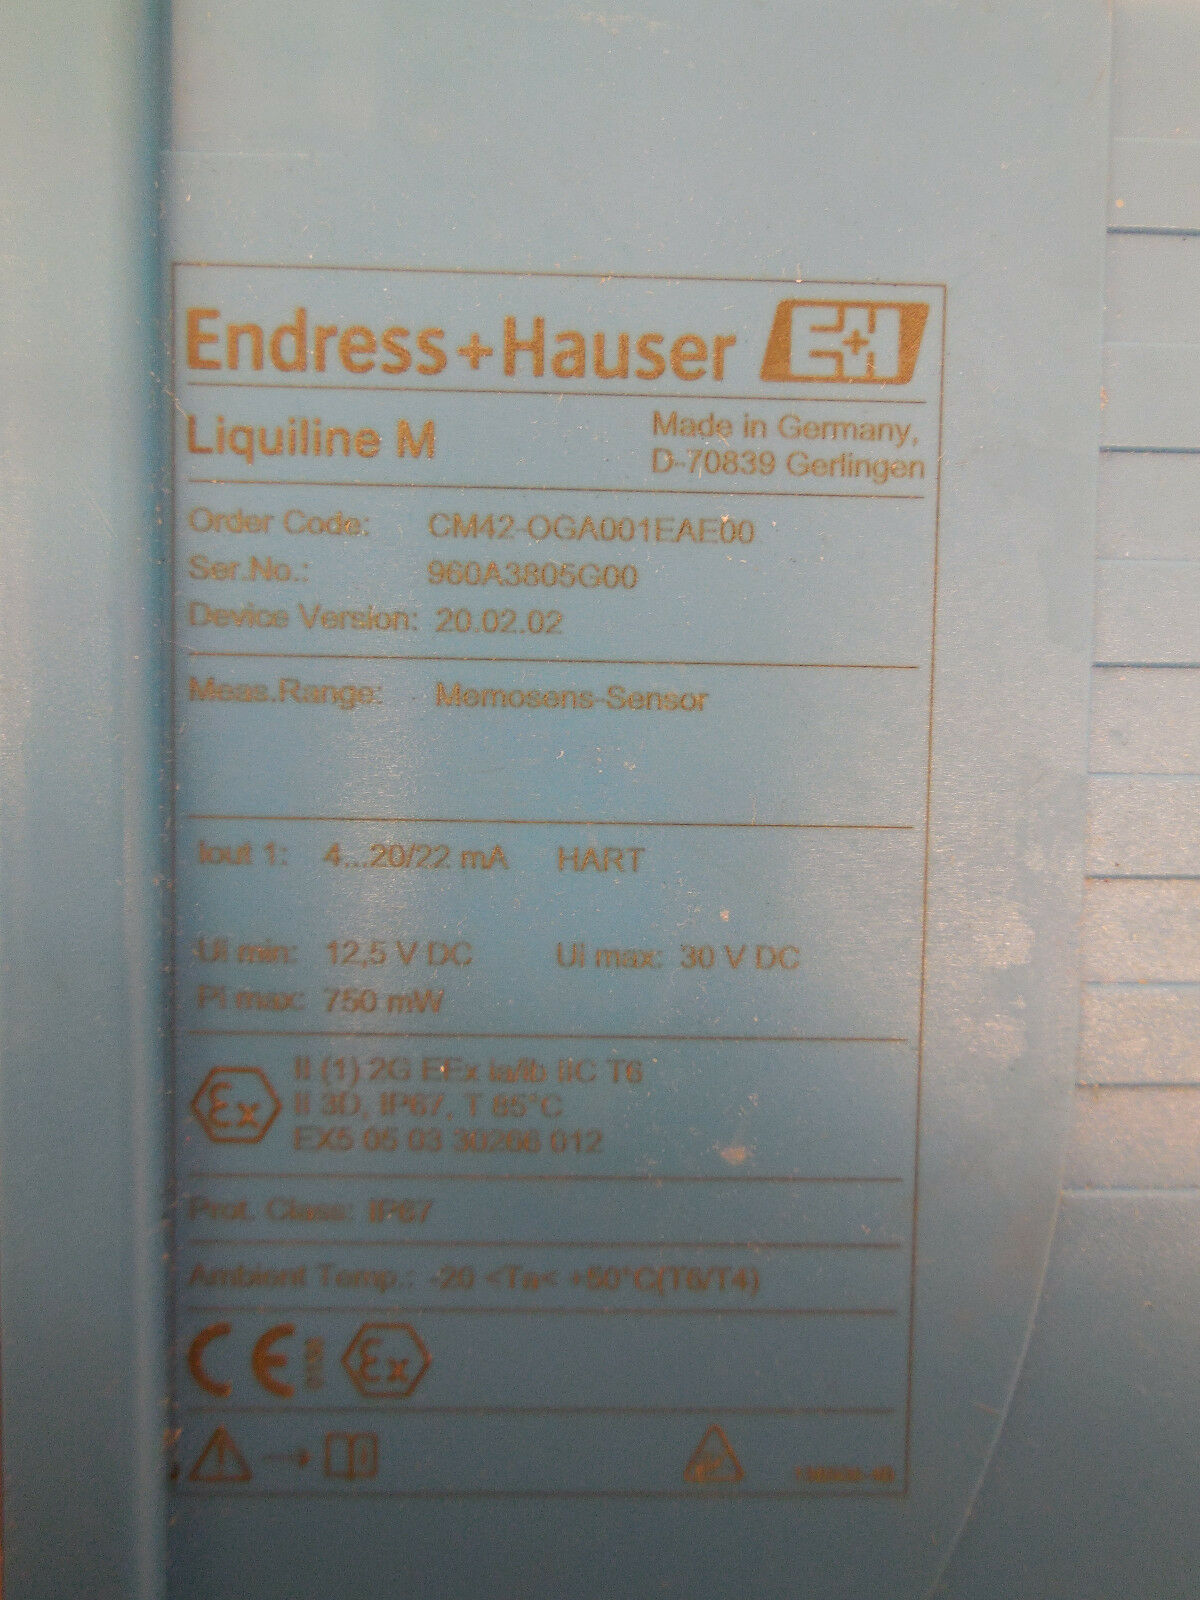 Endress+Hauser E+H
Liquiline M
Made in Germany,
D-70839 Gerlingen
Order Code: CM42-OGA001EAE00
Ser.No.: 960A3805G00
Device Version: 20.02.02
Meas.Range: Memosens-Sensor
Iout 1: 4...20/22 mA HART
Ui min: 12,5 V DC Ui max: 30 V DC
Pi max: 750 mW
II (1) 2G EEx ia/ib IIC T6
Ex II 3D, IP67, T 85°C
EX5 05 03 30266 012
Prot. Class: IP67
Ambient Temp.: -20 <Ta< +50°C(T6/T4)
CE Ex